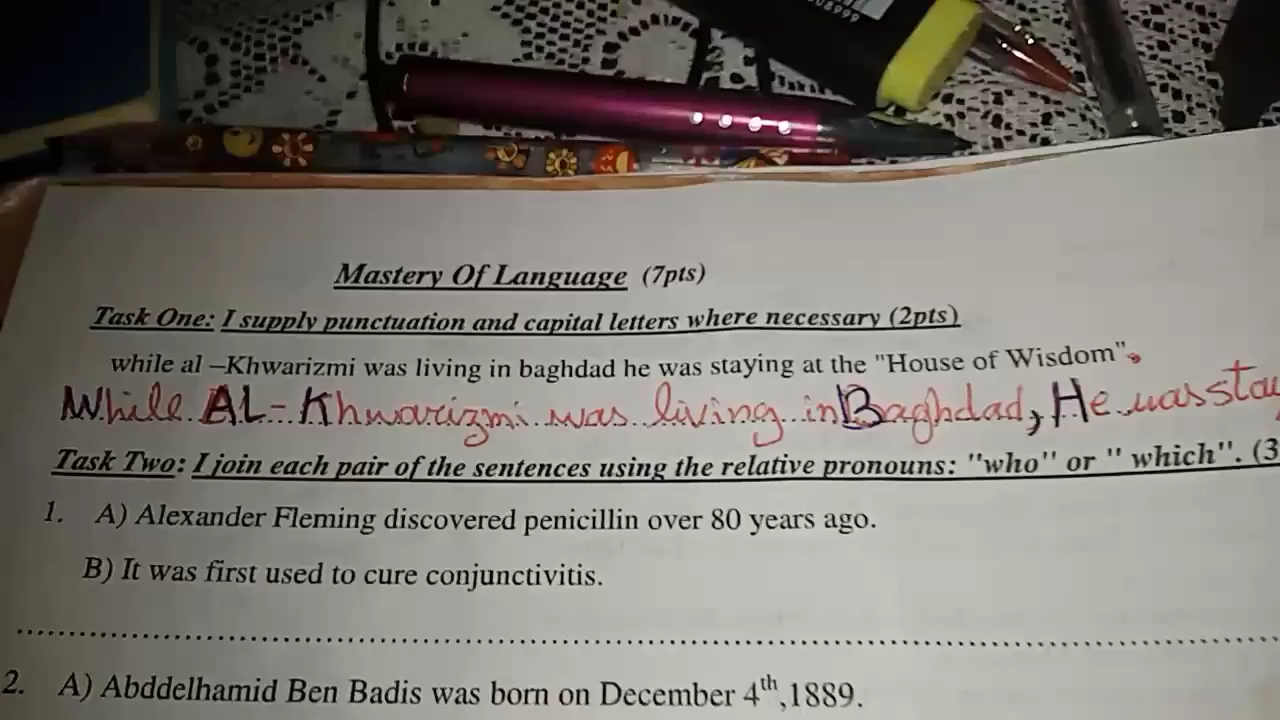 08999
Mastery Of Language (7pts)
Task One: I supply punctuation and capital letters where necessary (2pts)
while al –Khwarizmi was living in baghdad he was staying at the "House of Wisdom".
While AL-Khwarizmi was living in Baghdad, He was stay
Task Two: I join each pair of the sentences using the relative pronouns: "who" or " which". (3
1. A) Alexander Fleming discovered penicillin over 80 years ago.
B) It was first used to cure conjunctivitis.
2. A) Abddelhamid Ben Badis was born on December 4th,1889.